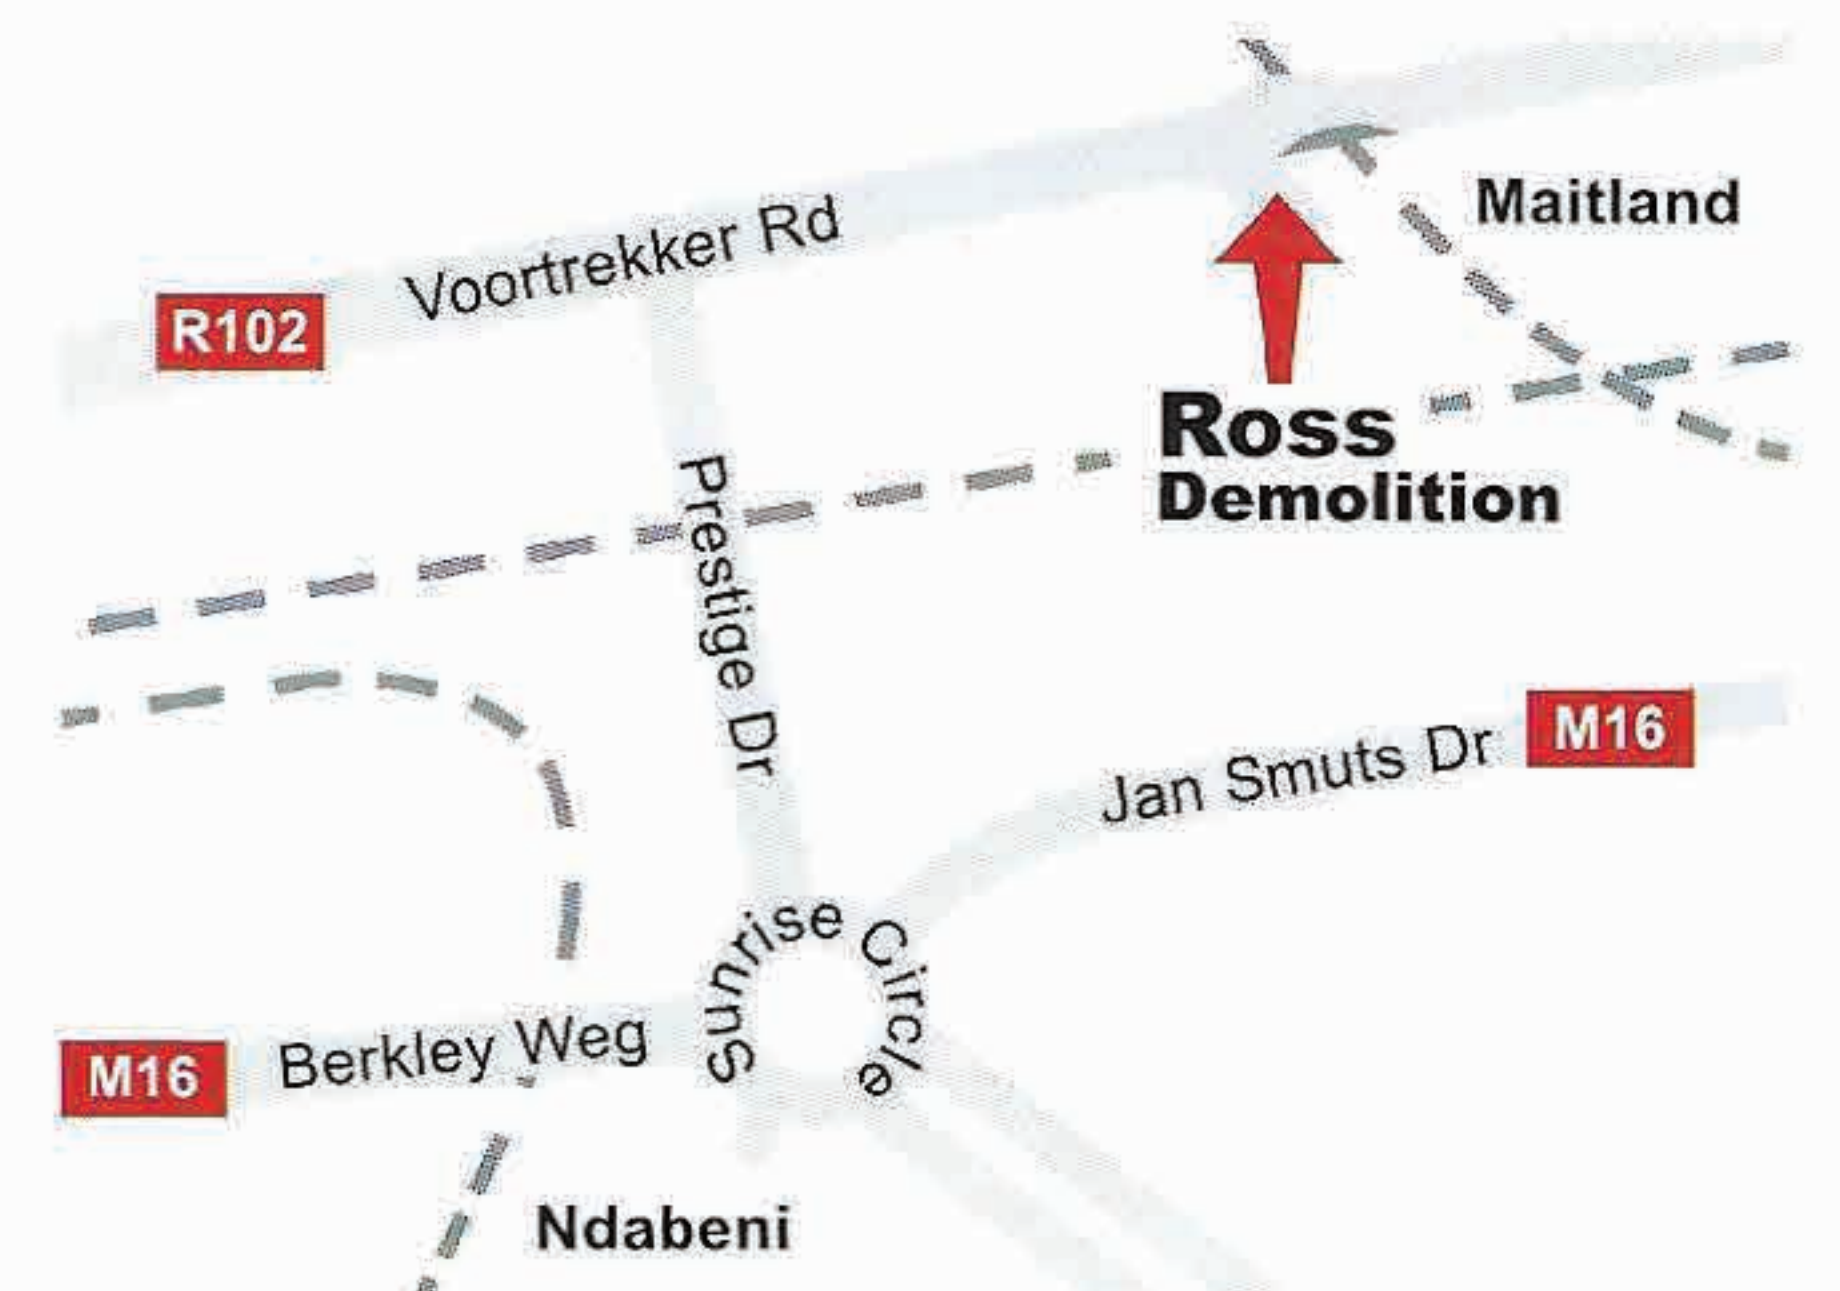 Maitland
Voortrekker Rd
R102
Ross
Demolition
Prestige Dr
M16
Jan Smuts Dr
Sunrise Circle
Berkley Weg
M16
Ndabeni